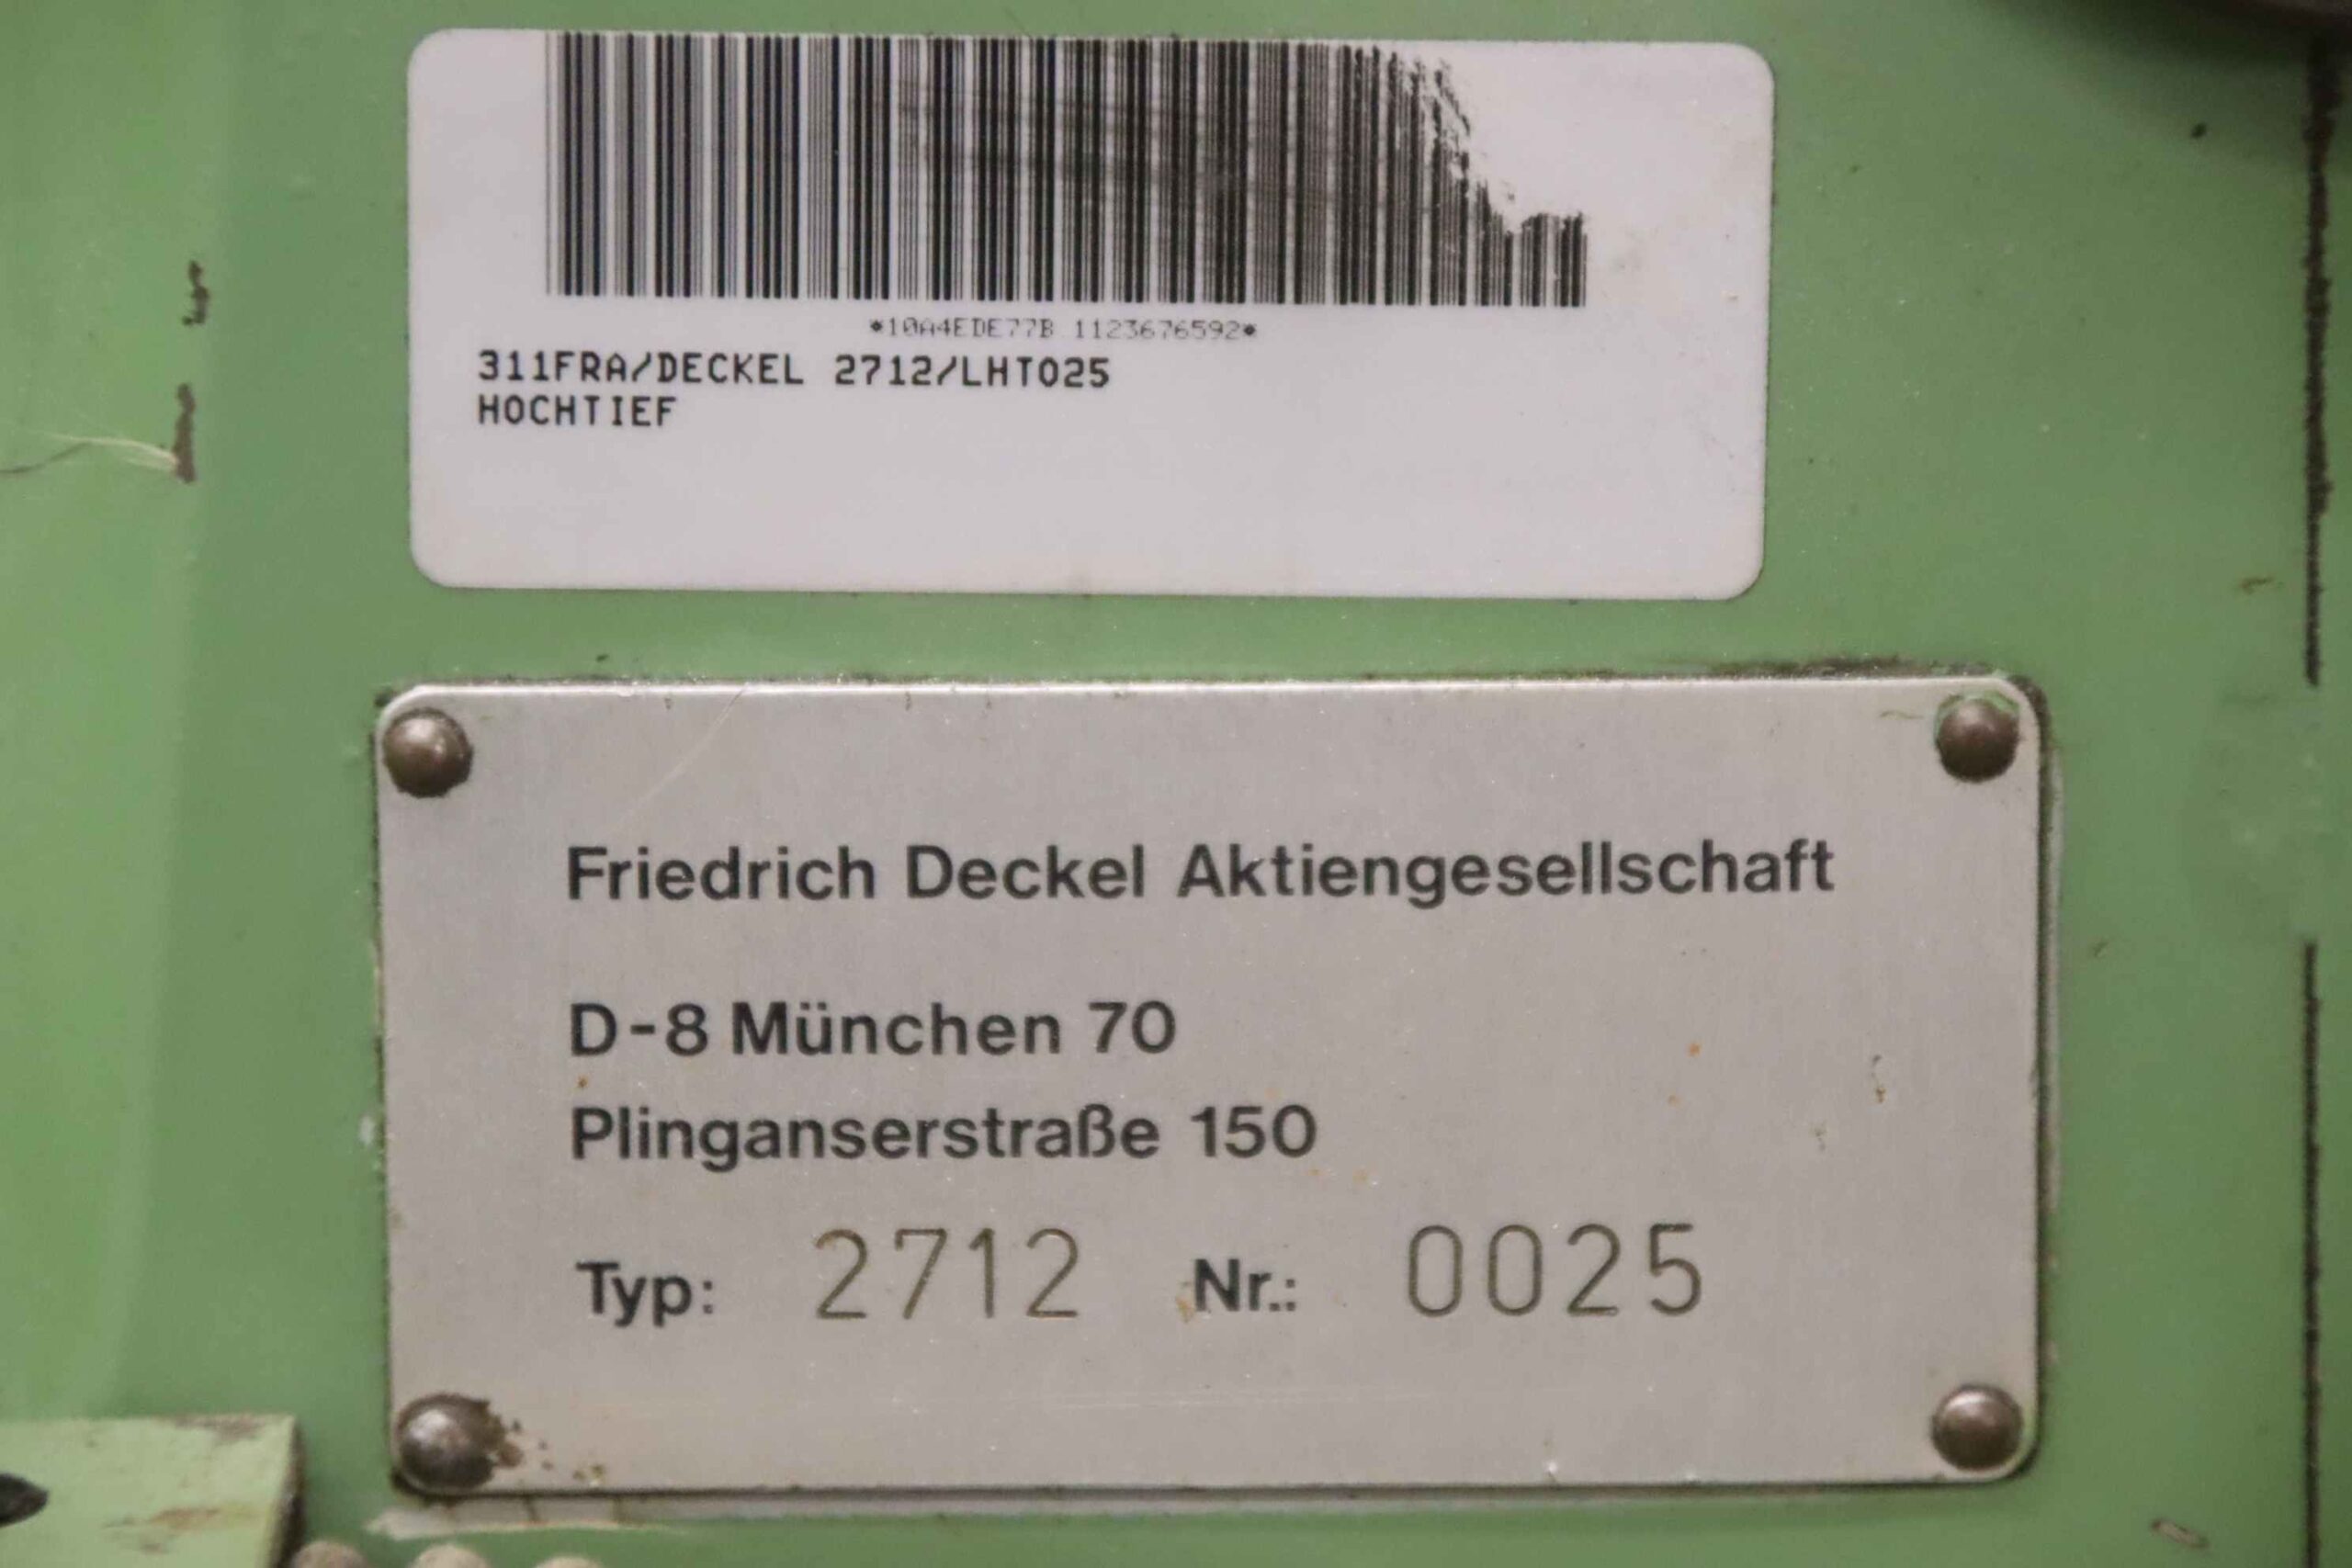 *10A4EDE77B 1123676592*
311FRA/DECKEL 2712/LHT025
HOCHTIEF
Friedrich Deckel Aktiengesellschaft
D-8 München 70
Plinganserstraße 150
Typ: 2712 Nr.: 0025